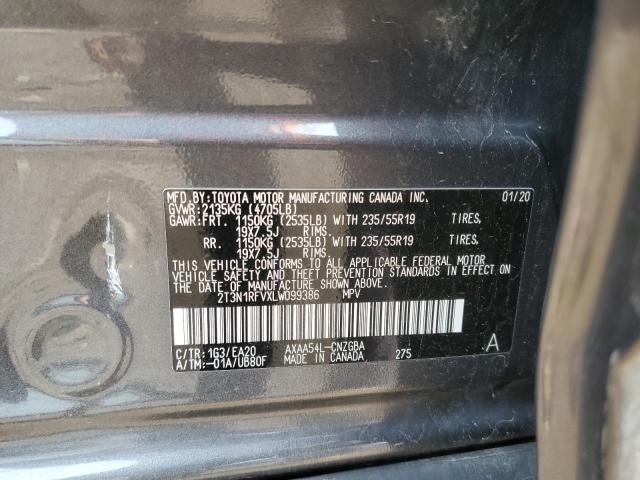 MFD.BY:TOYOTA MOTOR MANUFACTURING CANADA INC. 01/20
GVWR:2135KG (4705LB)
GAWR:FRT. 1150KG (2535LB) WITH 235/55R19 TIRES,
19X7.5J RIMS.
RR. 1150KG (2535LB) WITH 235/55R19 TIRES,
19X7.5J RIMS.
THIS VEHICLE CONFORMS TO ALL APPLICABLE FEDERAL MOTOR
VEHICLE SAFETY AND THEFT PREVENTION STANDARDS IN EFFECT
ON THE DATE OF MANUFACTURE SHOWN ABOVE.
2T3N1RFVXLW099386 MPV
C/TR:1G3/EA20 AXAA54L-CNZGBA A
A/TM:-01A/UB80F MADE IN CANADA 275